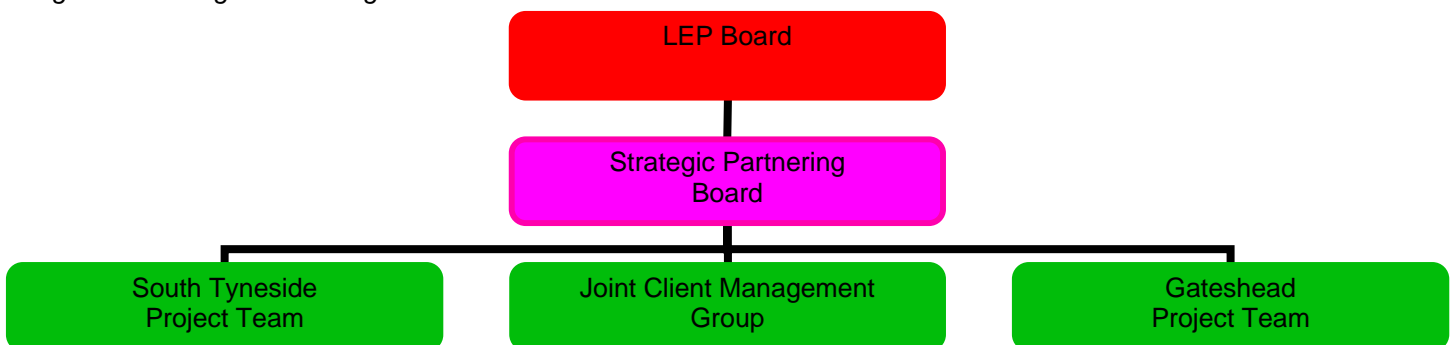 LEP Board
Strategic Partnering
Board
South Tyneside
Project Team
Joint Client Management
Group
Gateshead
Project Team